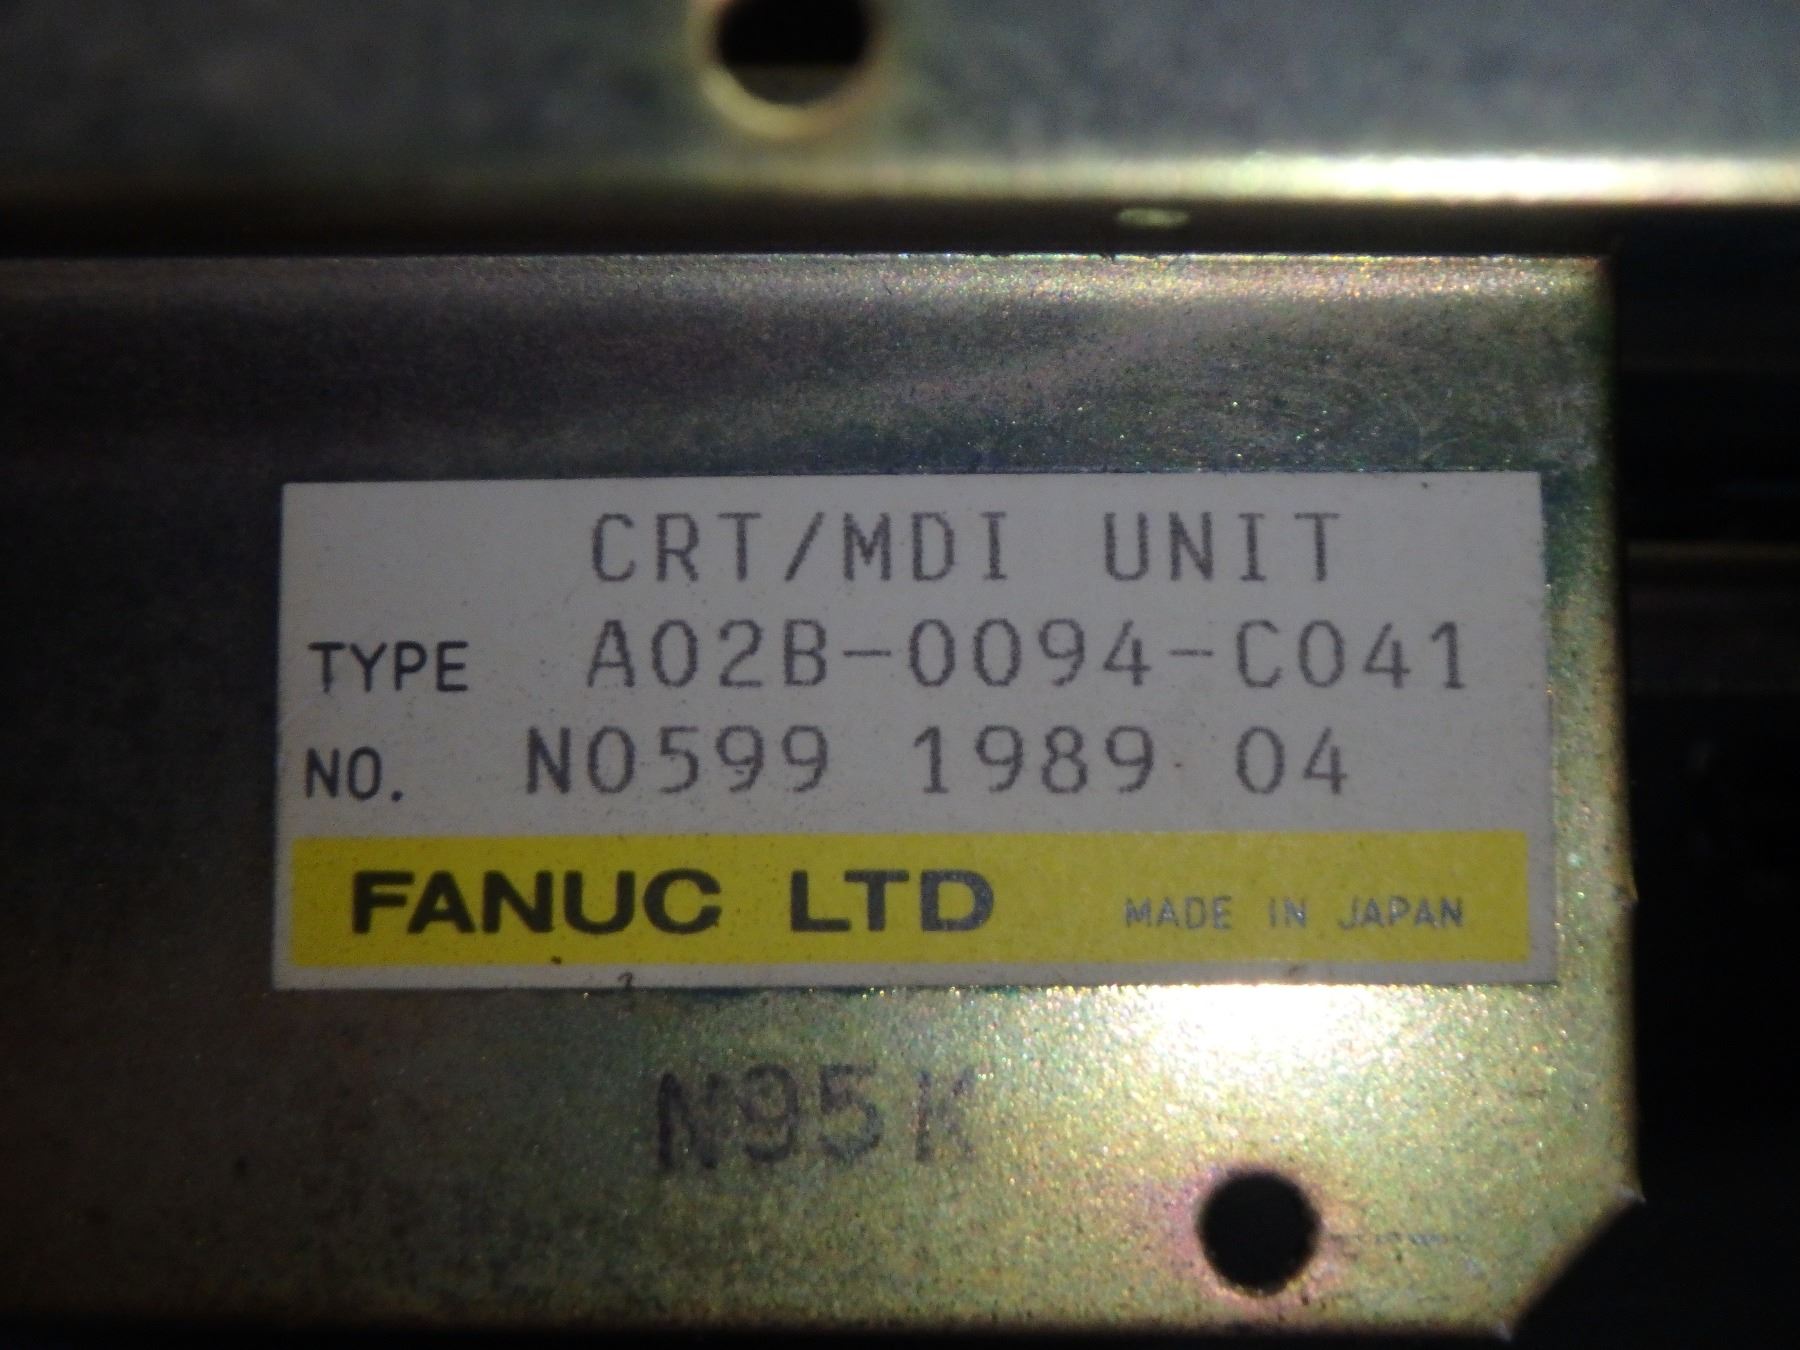 CRT/MDI UNIT
TYPE A02B-0094-C041
NO. N0599 1989 04
FANUC LTD MADE IN JAPAN
N95K